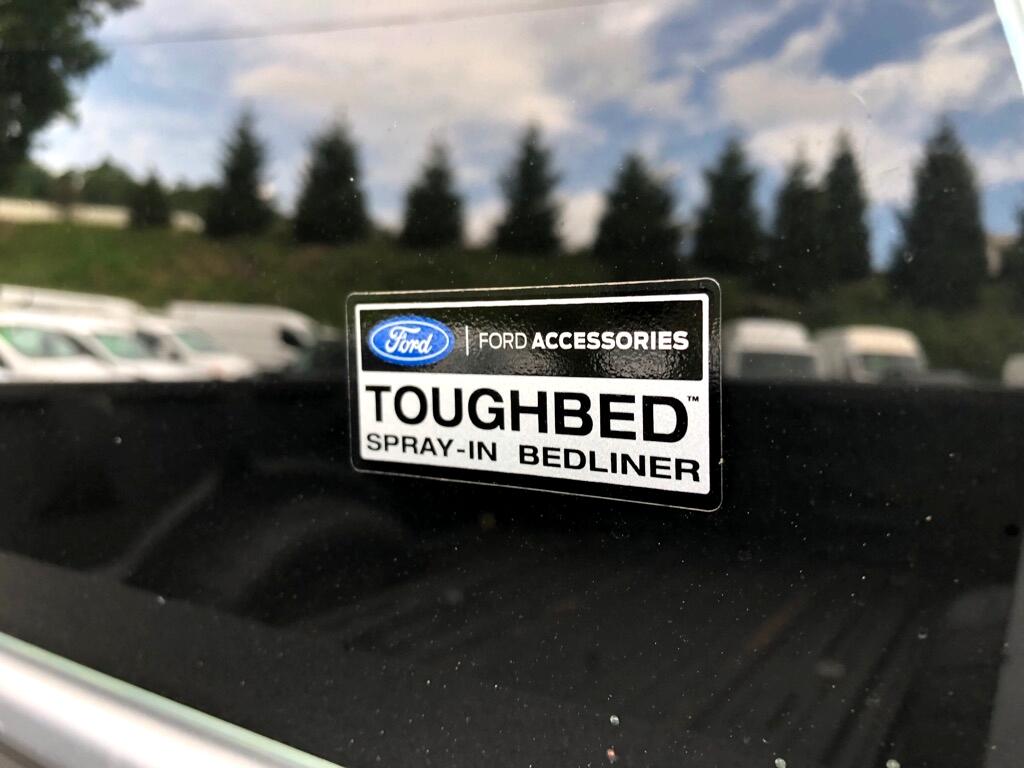 Ford | FORD ACCESSORIES
TOUGHBED™
SPRAY-IN BEDLINER